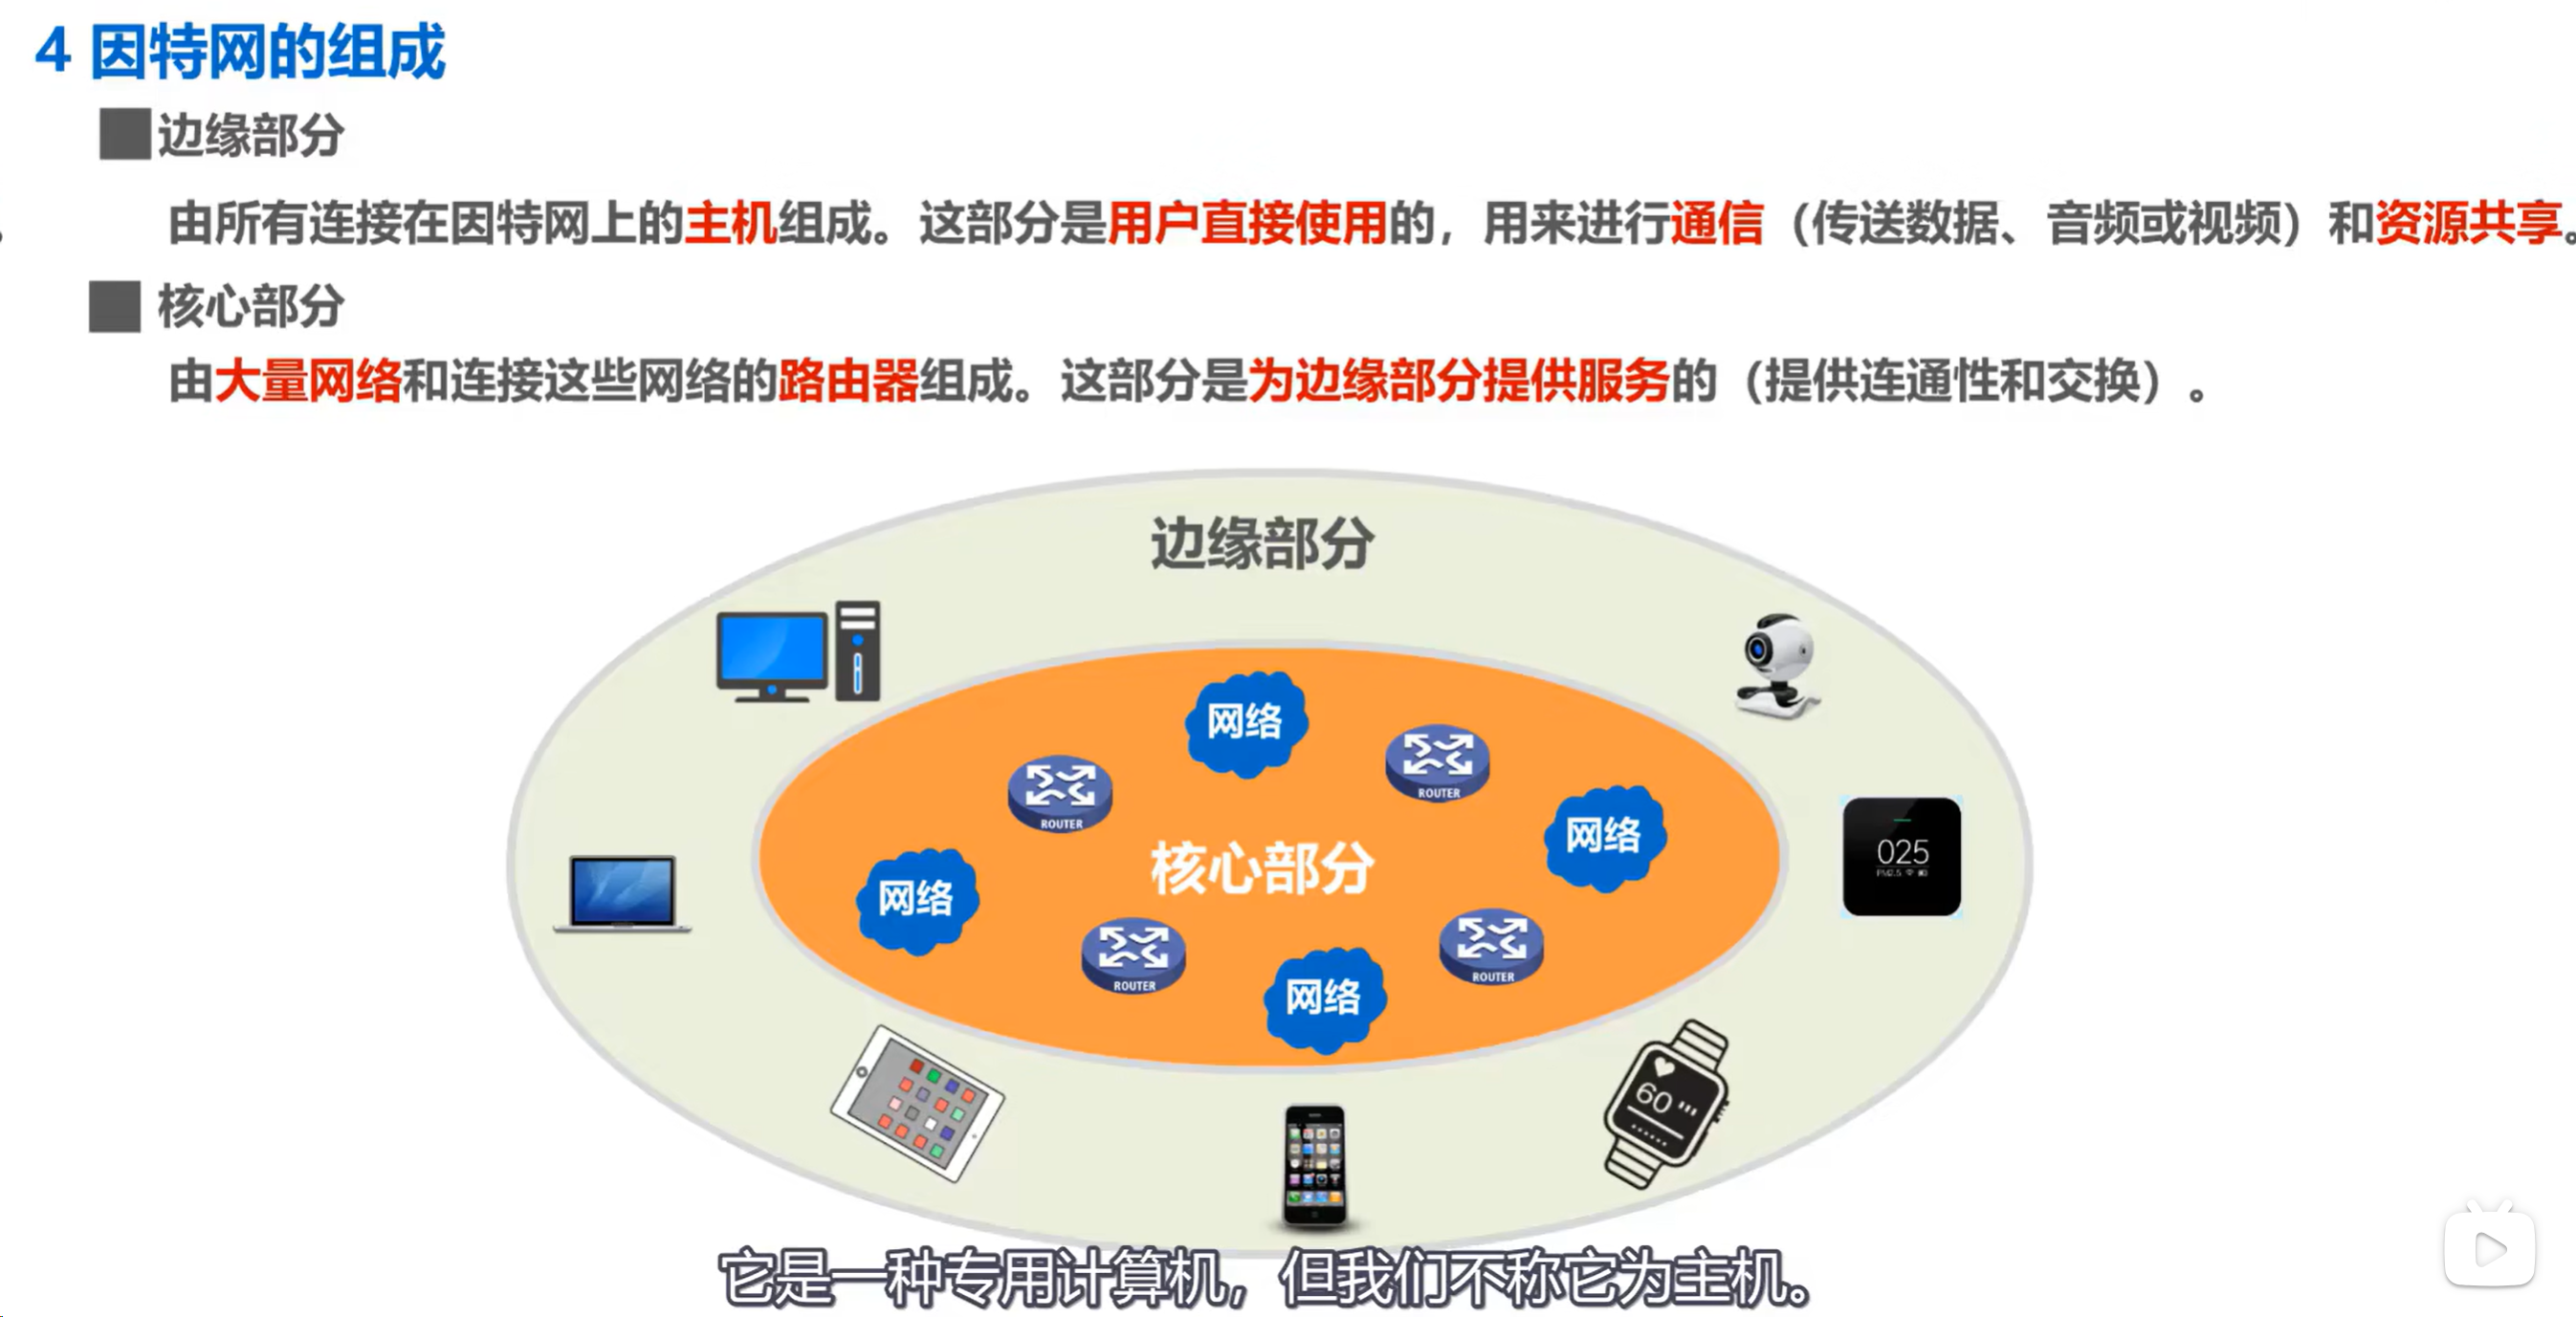 4 因特网的组成
边缘部分
由所有连接在因特网上的主机组成。这部分是用户直接使用的，用来进行通信（传送数据、音频或视频）和资源共享。
核心部分
由大量网络和连接这些网络的路由器组成。这部分是为边缘部分提供服务的（提供连通性和交换）。
边缘部分
网络
ROUTER
ROUTER
网络
核心部分
网络
025
PM2.5
ROUTER
ROUTER
网络
60
它是一种专用计算机，但我们不称它为主机。